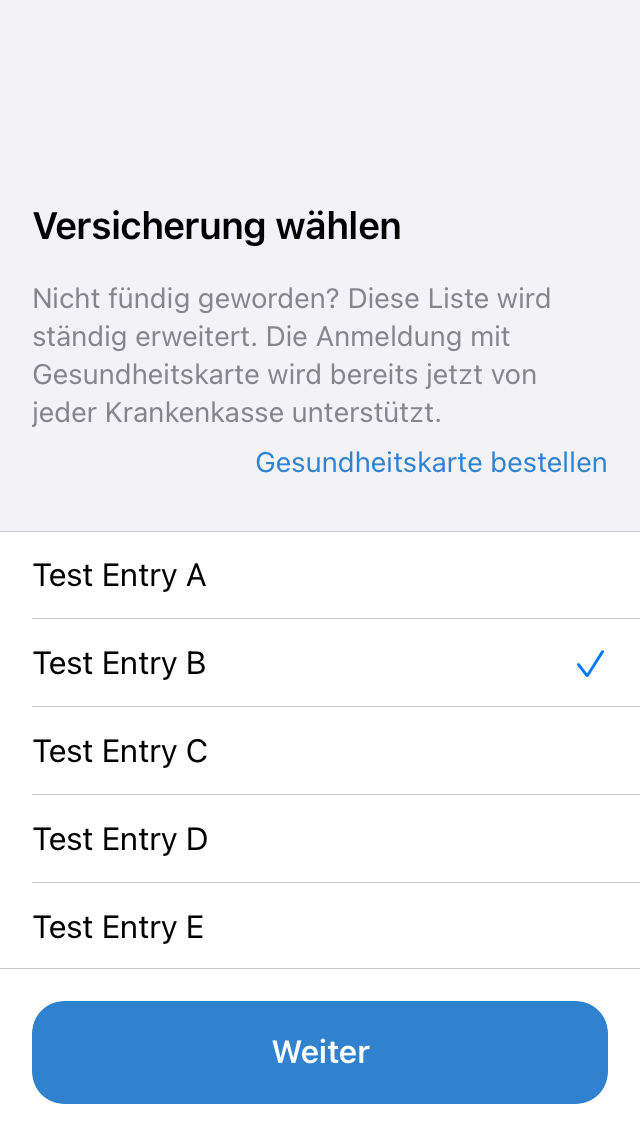 Versicherung wählen
Nicht fündig geworden? Diese Liste wird
ständig erweitert. Die Anmeldung mit
Gesundheitskarte wird bereits jetzt von
jeder Krankenkasse unterstützt.
Gesundheitskarte bestellen
Test Entry A
Test Entry B
Test Entry C
Test Entry D
Test Entry E
Weiter